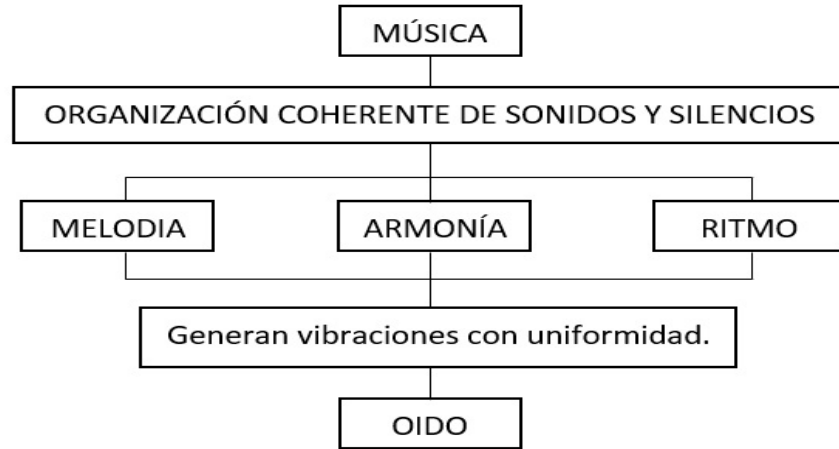 MÚSICA
ORGANIZACIÓN COHERENTE DE SONIDOS Y SILENCIOS
MELODIA
ARMONÍA
RITMO
Generan vibraciones con uniformidad.
OIDO